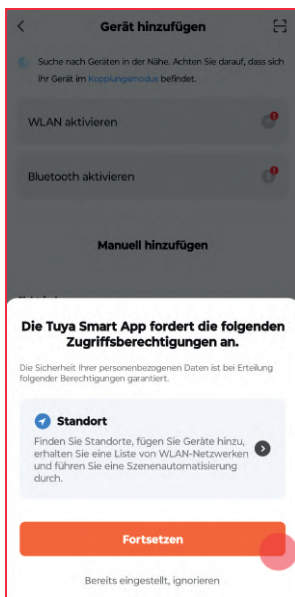 Gerät hinzufügen
Suche nach Geräten in der Nähe. Achten Sie darauf, dass sich
Ihr Gerät im Kopplungsmodus befindet.
WLAN aktivieren
Bluetooth aktivieren
Manuell hinzufügen
Die Tuya Smart App fordert die folgenden
Zugriffsberechtigungen an.
Die Sicherheit Ihrer personenbezogenen Daten ist bei Erteilung
folgender Berechtigungen garantiert.
Standort
Finden Sie Standorte, fügen Sie Geräte hinzu,
erhalten Sie eine Liste von WLAN-Netzwerken
und führen Sie eine Szenenautomatisierung
durch.
Fortsetzen
Bereits eingestellt, ignorieren